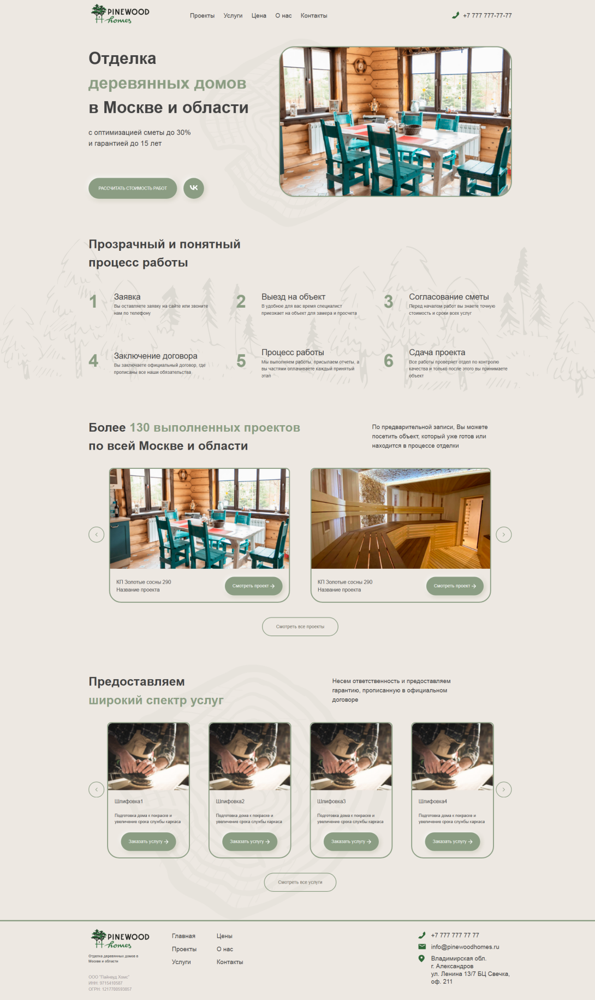 PINEWOOD
homes
Проекты Услуги Цена О нас Контакты
+7 777 777-77-77
Отделка
деревянных домов
в Москве и области
с оптимизацией сметы до 30%
и гарантией до 15 лет
РАССЧИТАТЬ СТОИМОСТЬ РАБОТ
Прозрачный и понятный
процесс работы
1
Заявка
Вы оставляете заявку на сайте или звоните
нам по телефону
2
Выезд на объект
В удобное для вас время специалист
приезжает на объект для замера и просчета
3
Согласование сметы
Перед началом работ вы знаете точную
стоимость и сроки всех услуг
4
Заключение договора
Вы заключаете официальный договор, где
прописаны все наши обязательства
5
Процесс работы
Мы выполняем работы, присылаем отчеты, а
вы частями оплачиваете каждый принятый
этап
6
Сдача проекта
Все работы проверяет отдел по контролю
качества и только после этого вы принимаете
объект
Более 130 выполненных проектов
по всей Москве и области
По предварительной записи, Вы можете
посетить объект, который уже готов или
находится в процессе отделки
КП Золотые сосны 290
Название проекта
Смотреть проект
КП Золотые сосны 290
Название проекта
Смотреть проект
Смотреть все проекты
Предоставляем
широкий спектр услуг
Несем ответственность и предоставляем
гарантию, прописанную в официальном
договоре
Шлифовка1
Подготовка дома к покраске и
увеличение срока службы каркаса
Заказать услугу
Шлифовка2
Подготовка дома к покраске и
увеличение срока службы каркаса
Заказать услугу
Шлифовка3
Подготовка дома к покраске и
увеличение срока службы каркаса
Заказать услугу
Шлифовка4
Подготовка дома к покраске и
увеличение срока службы каркаса
Заказать услугу
Смотреть все услуги
PINEWOOD
homes
Отделка деревянных домов в
Москве и области
ООО "Пайнвуд Хомс"
ИНН: 9715410587
ОГРН: 1217700593857
Главная
Проекты
Услуги
Цены
О нас
Контакты
+7 777 777 77 77
info@pinewoodhomes.ru
Владимирская обл.
г. Александров
ул. Ленина 13/7 БЦ Свечка,
оф. 211